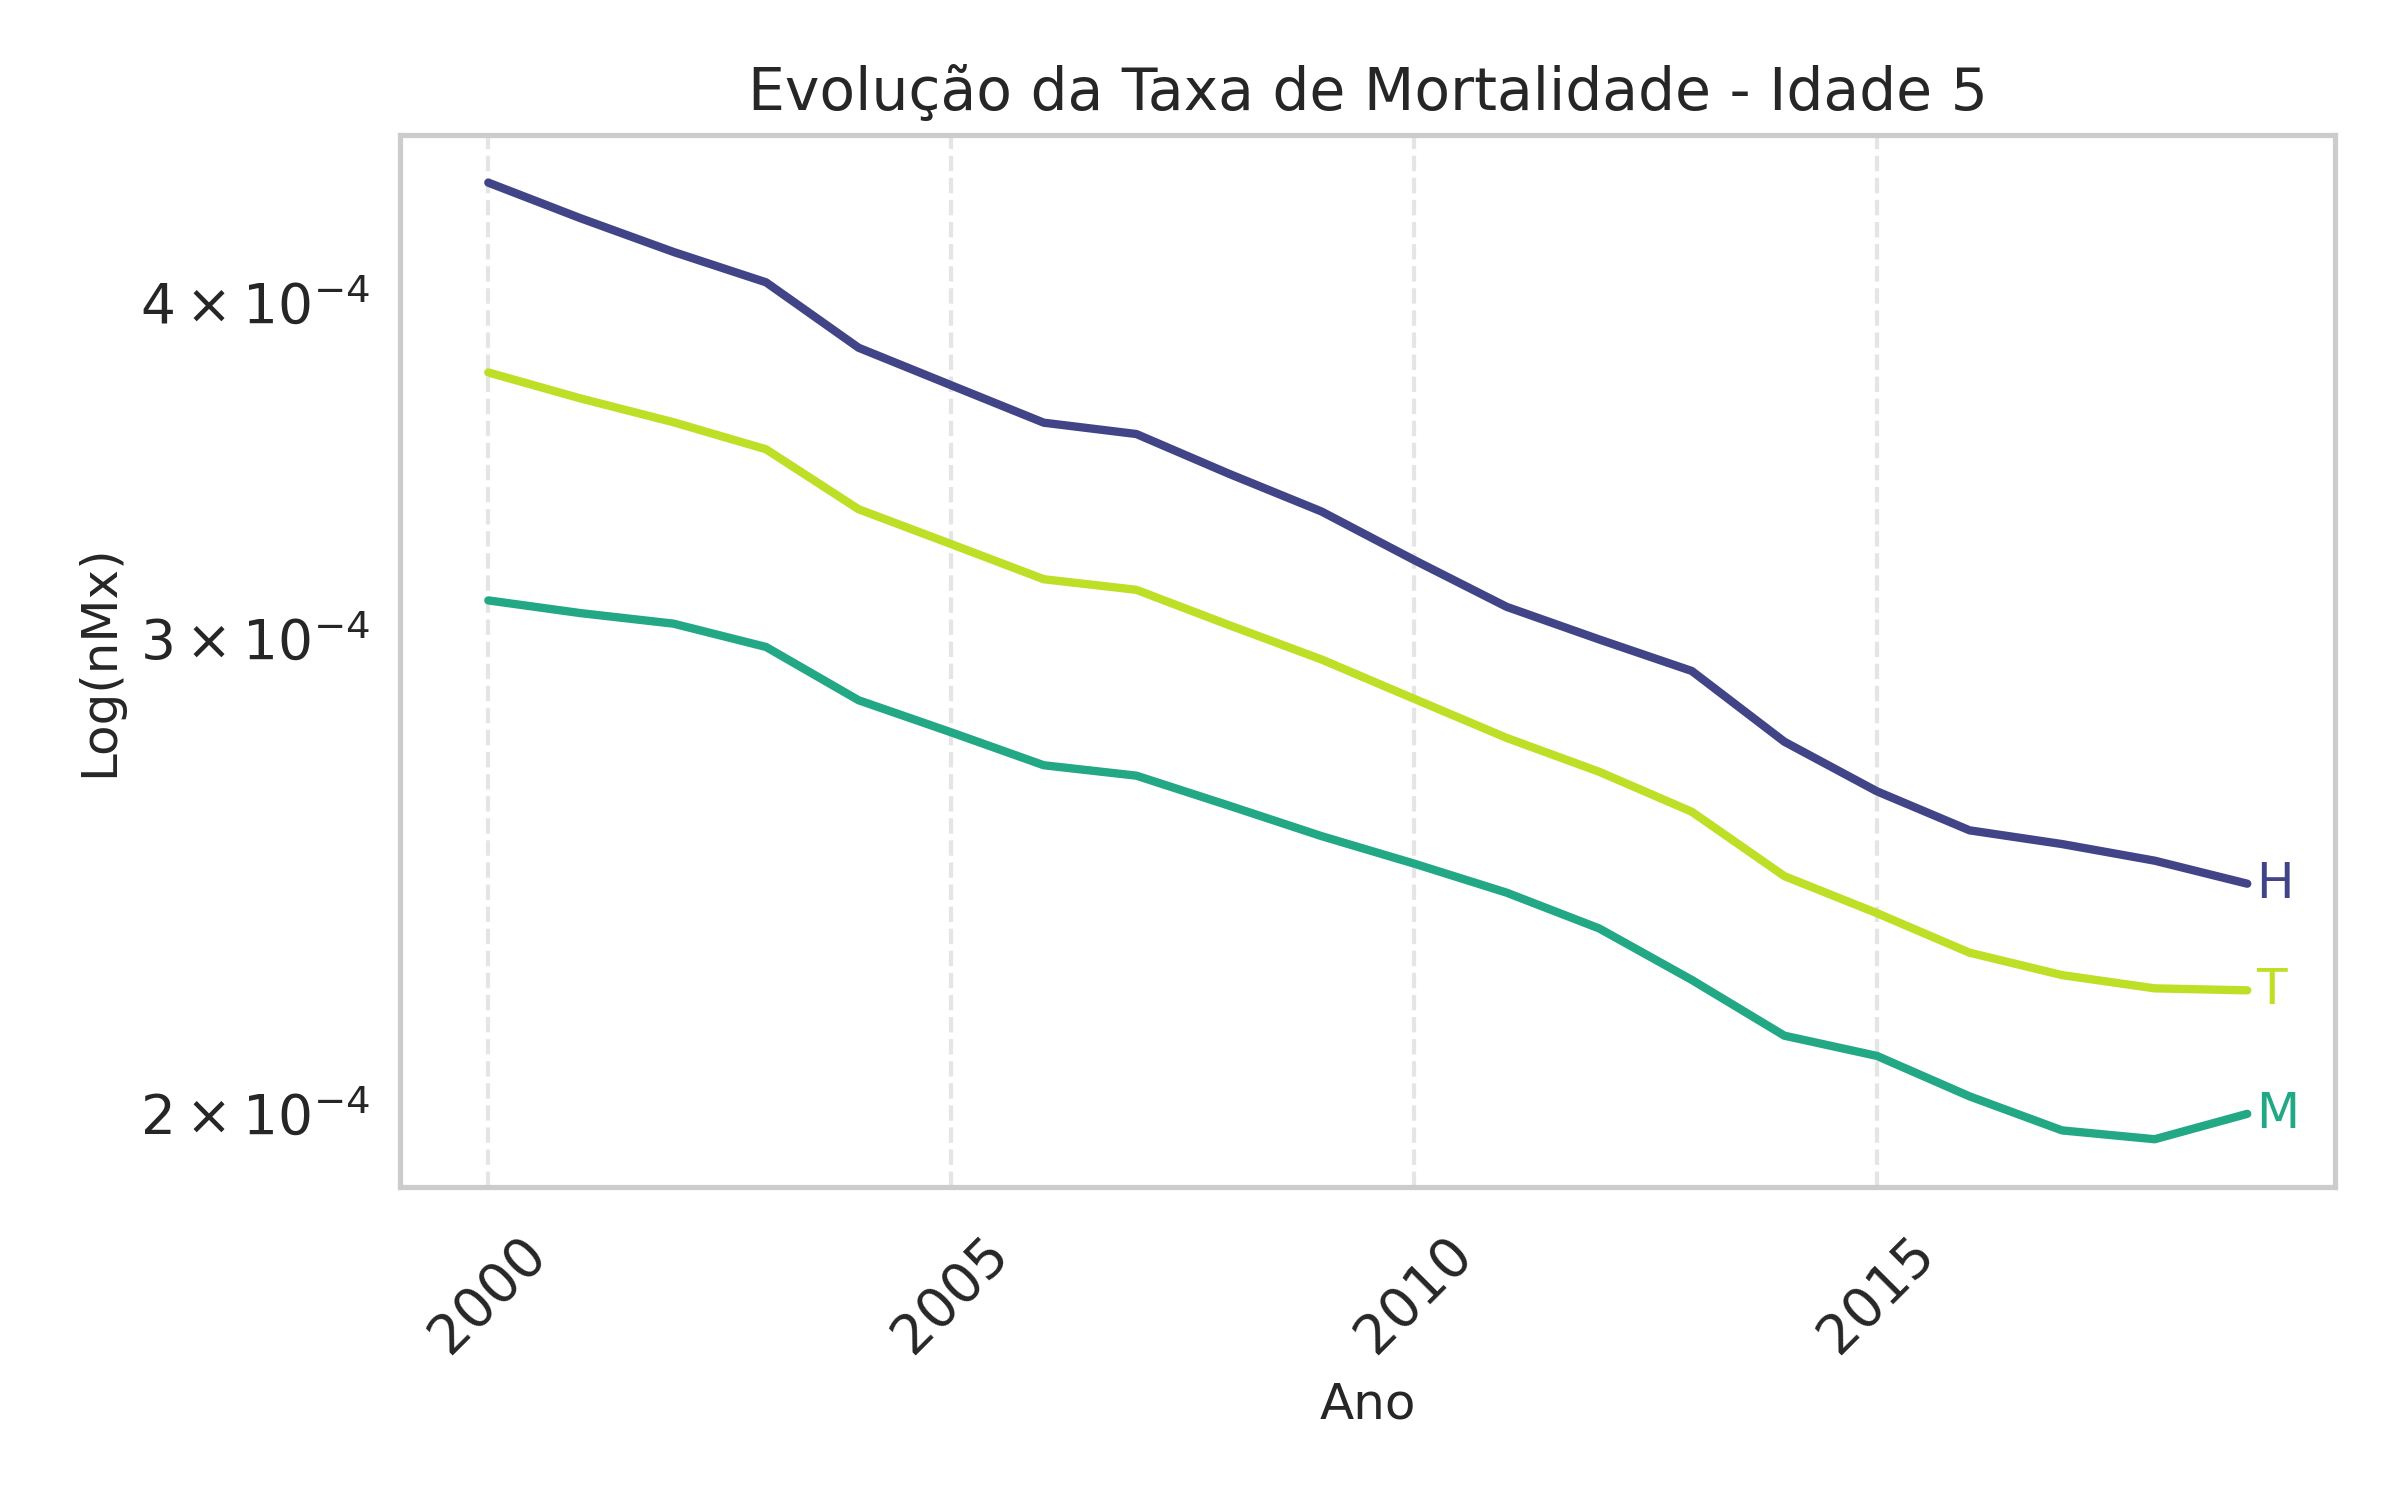 Evolução da Taxa de Mortalidade - Idade 5
Log(nMx)
4 × 10⁻⁴
3 × 10⁻⁴
2 × 10⁻⁴
H
T
M
2000
2005
2010
2015
Ano